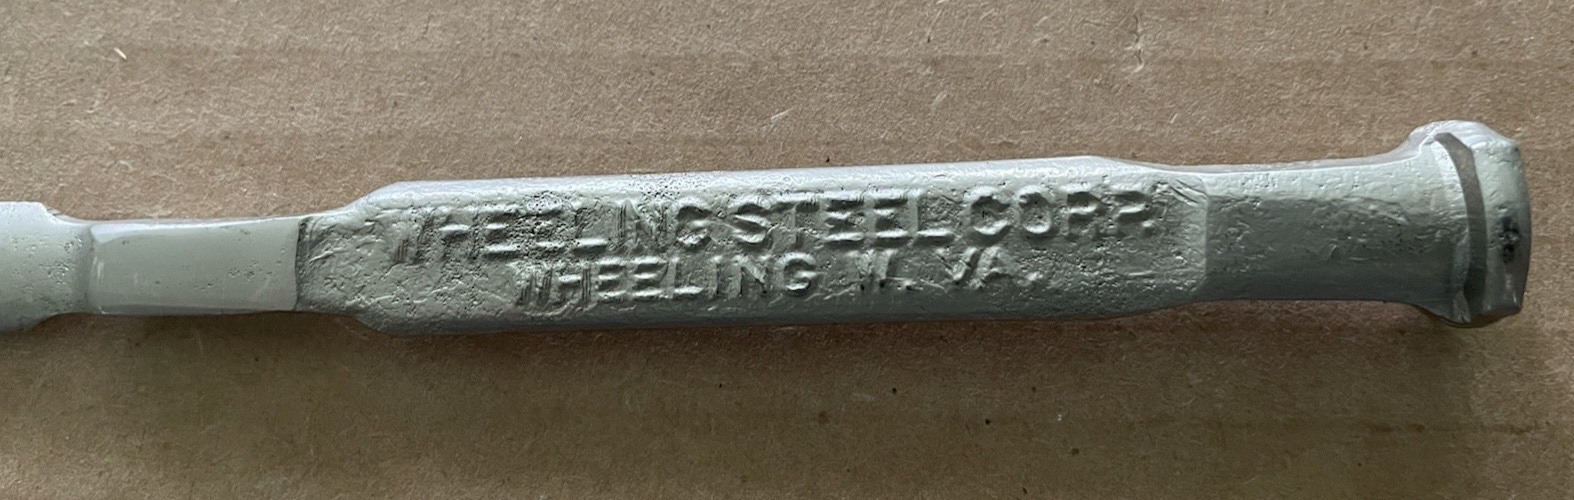 WHEELING STEEL CORP.
WHEELING W. VA.